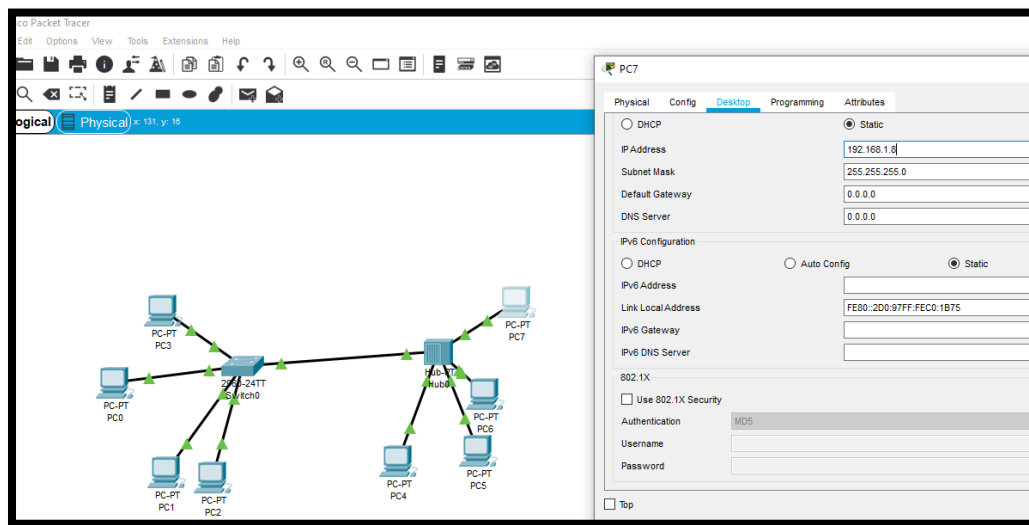 sco Packet Tracer
Edit Options View Tools Extensions Help
ogical Physical x: 131, y: 16
PC-PT
PC3
PC-PT
PC0
2960-24TT
Switch0
PC-PT
PC1
PC-PT
PC2
Hub-PT
Hub0
PC-PT
PC7
PC-PT
PC6
PC-PT
PC5
PC-PT
PC4
PC7
Physical Config Desktop Programming Attributes
DHCP Static
IP Address 192.168.1.8
Subnet Mask 255.255.255.0
Default Gateway 0.0.0.0
DNS Server 0.0.0.0
IPv6 Configuration
DHCP Auto Config Static
IPv6 Address
Link Local Address FE80::2D0:97FF:FEC0:1B75
IPv6 Gateway
IPv6 DNS Server
802.1X
Use 802.1X Security
Authentication MD5
Username
Password
Top